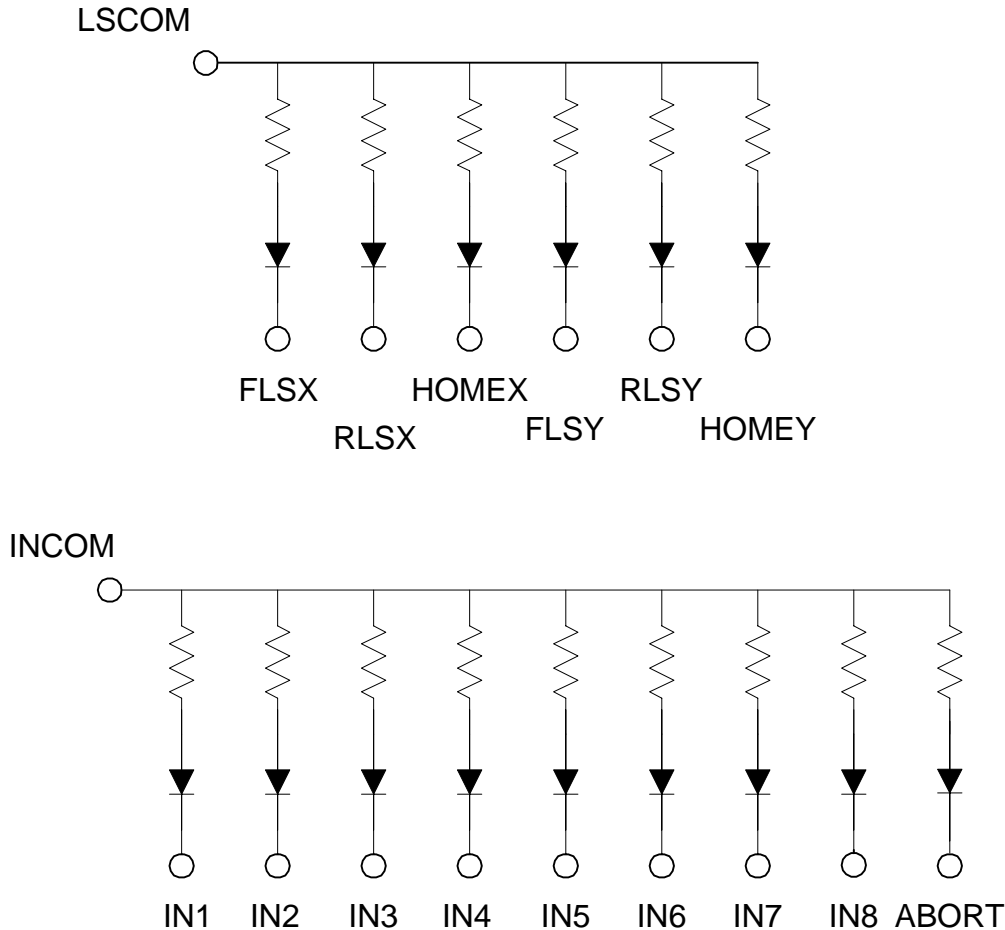 LSCOM
FLSX
RLSX
HOMEX
FLSY
RLSY
HOMEY
INCOM
IN1 IN2 IN3 IN4 IN5 IN6 IN7 IN8 ABORT